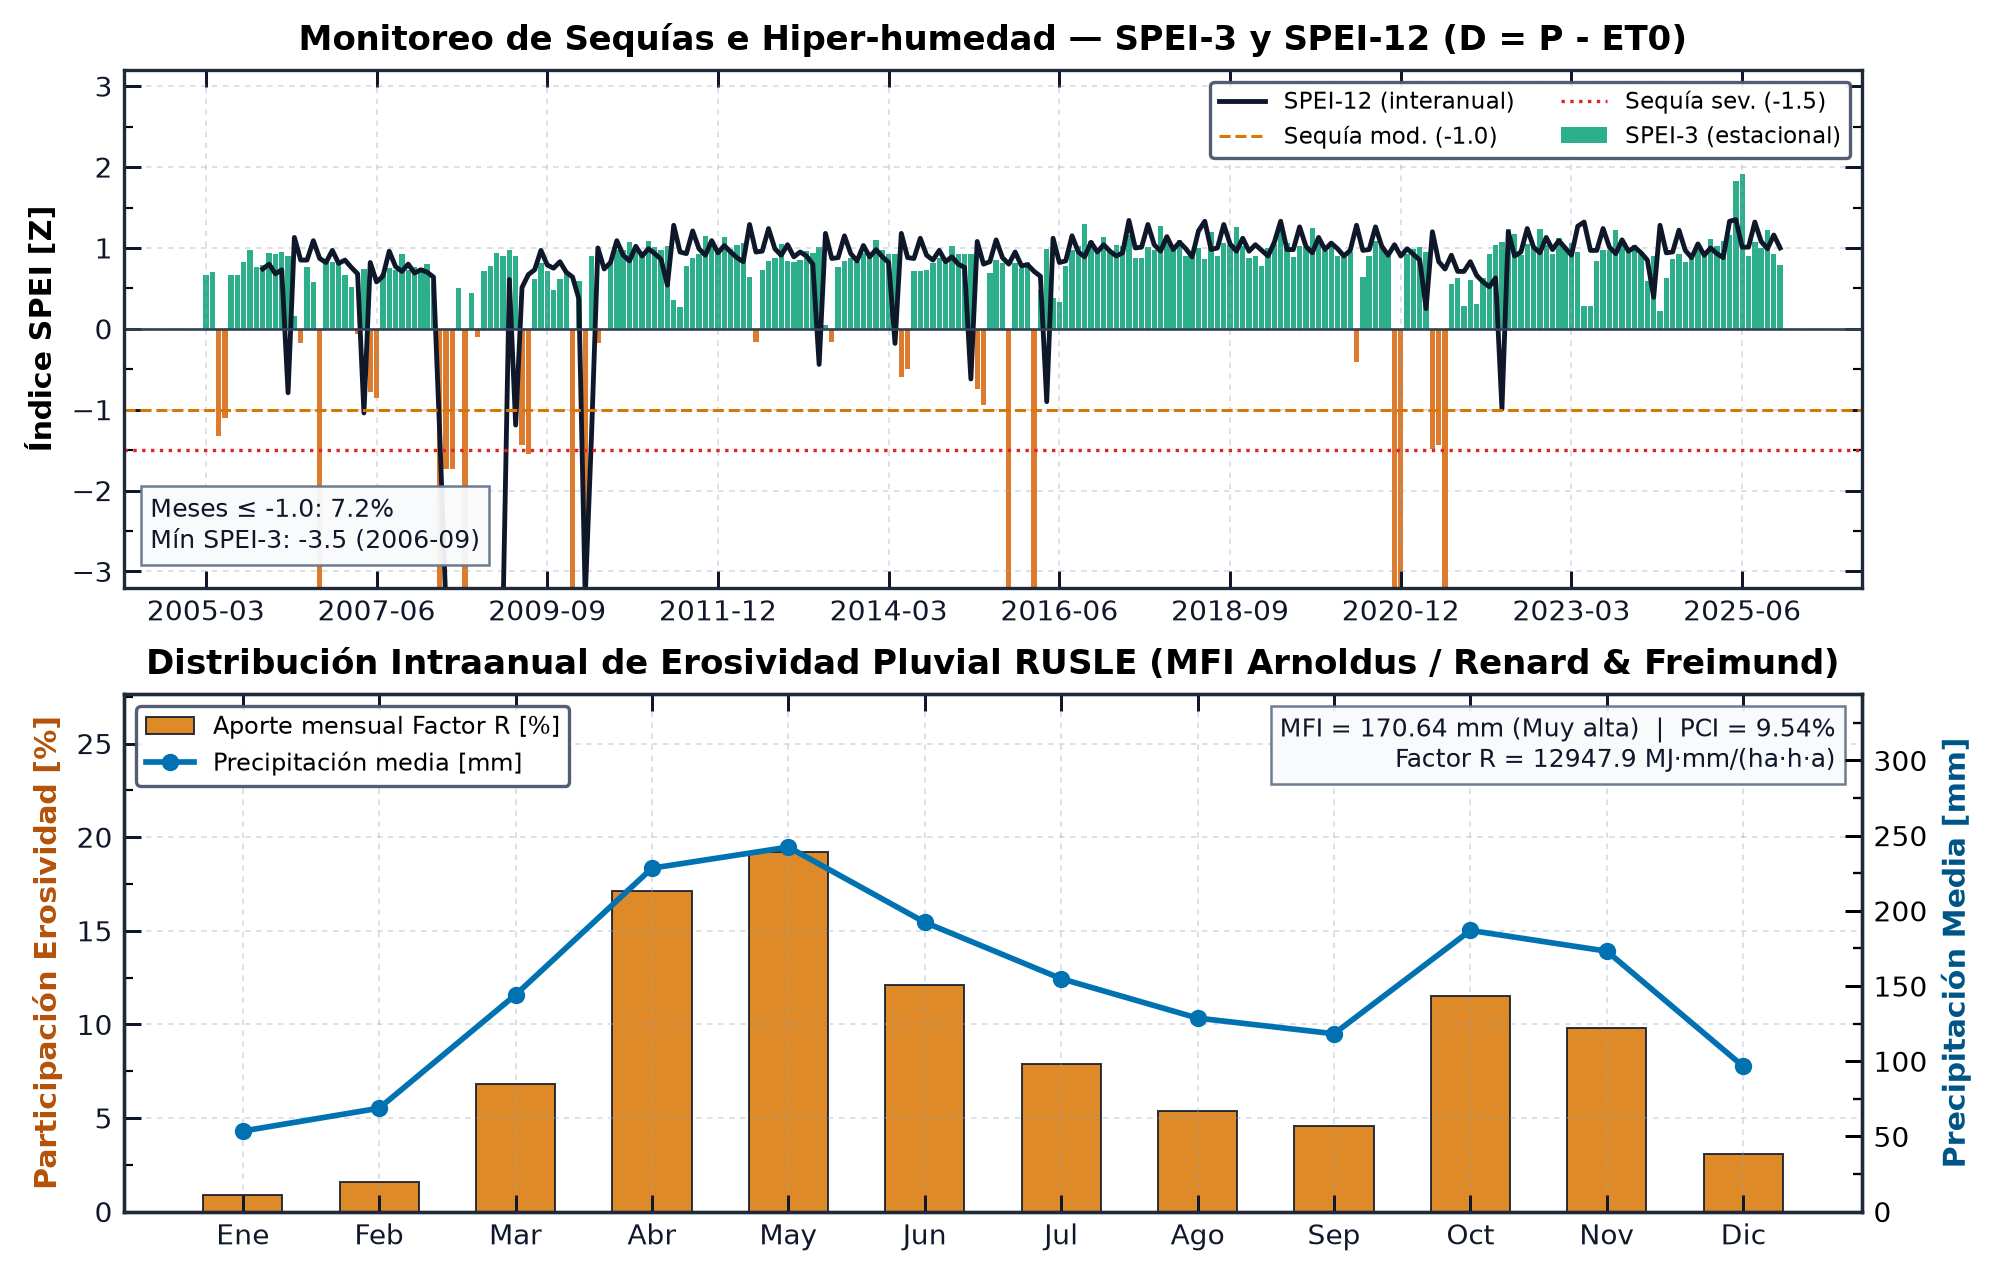 Monitoreo de Sequías e Hiper-humedad — SPEI-3 y SPEI-12 (D = P - ET0)
Índice SPEI [Z]
3
2
1
0
−1
−2
−3
SPEI-12 (interanual)
Sequía mod. (-1.0)
Sequía sev. (-1.5)
SPEI-3 (estacional)
Meses ≤ -1.0: 7.2%
Mín SPEI-3: -3.5 (2006-09)
2005-03 2007-06 2009-09 2011-12 2014-03 2016-06 2018-09 2020-12 2023-03 2025-06
Distribución Intraanual de Erosividad Pluvial RUSLE (MFI Arnoldus / Renard & Freimund)
Participación Erosividad [%]
25
20
15
10
5
0
Aporte mensual Factor R [%]
Precipitación media [mm]
MFI = 170.64 mm (Muy alta) | PCI = 9.54%
Factor R = 12947.9 MJ·mm/(ha·h·a)
300
250
200
150
100
50
0
Precipitación Media [mm]
Ene Feb Mar Abr May Jun Jul Ago Sep Oct Nov Dic